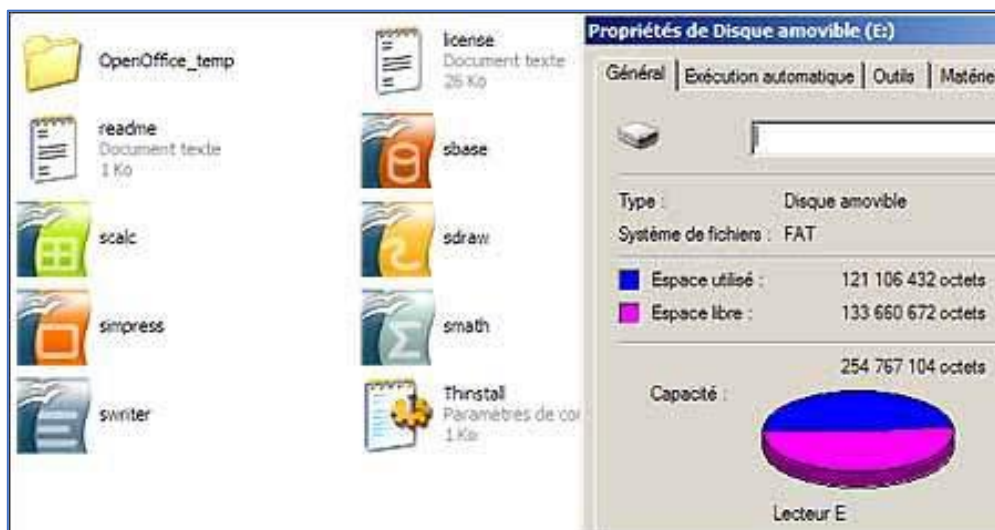 OpenOffice_temp
readme
Document texte
1 Ko
scalc
simpress
swriter
license
Document texte
26 Ko
sbase
sdraw
smath
Thinstall
Paramètres de co
1 Ko
Propriétés de Disque amovible (E:)
Général Exécution automatique Outils Matérie
Type : Disque amovible
Système de fichiers : FAT
Espace utilisé : 121 106 432 octets
Espace libre : 133 660 672 octets
Capacité : 254 767 104 octets
Lecteur E